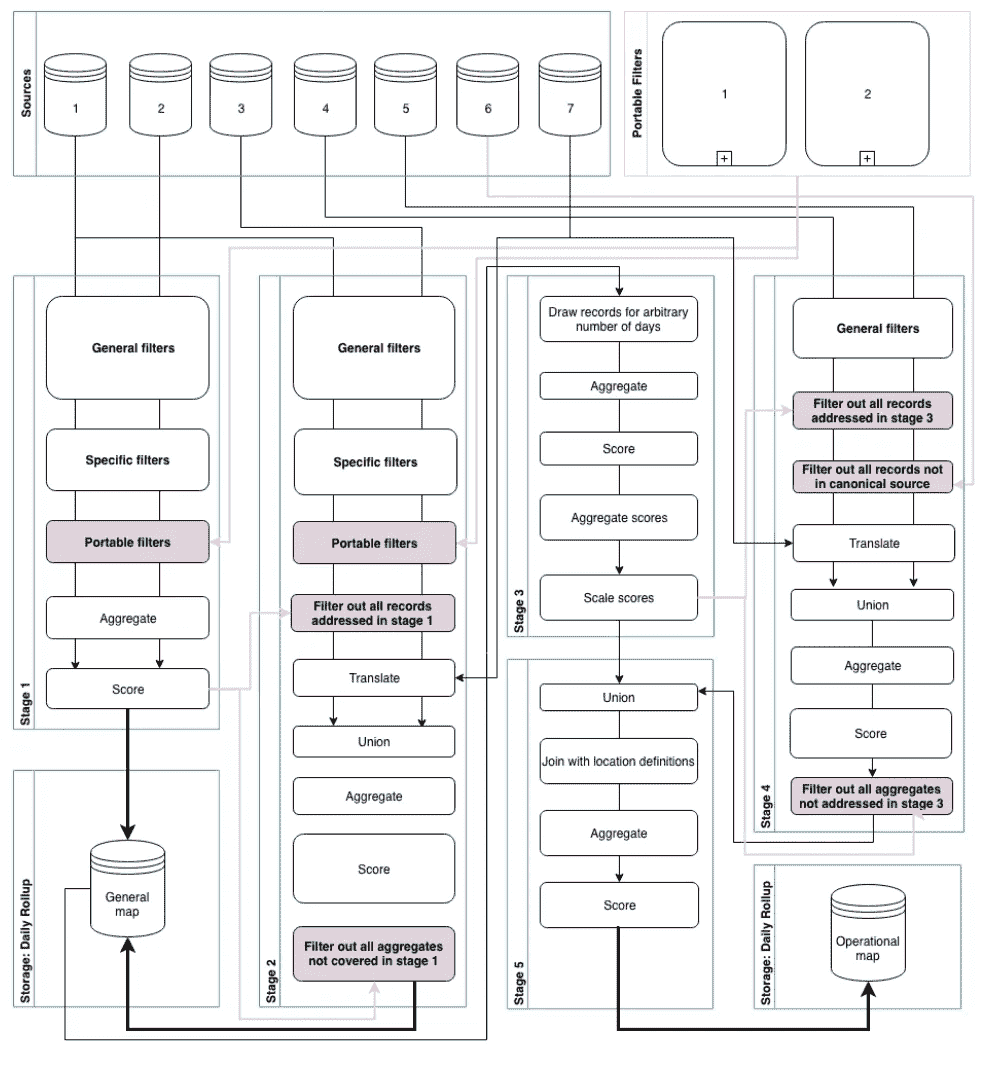 Sources
1
2
3
4
5
6
7
Portable Filters
1
2
Stage 1
General filters
Specific filters
Portable filters
Aggregate
Score
Storage: Daily Rollup
General
map
Stage 2
General filters
Specific filters
Portable filters
Filter out all records
addressed in stage 1
Translate
Union
Aggregate
Score
Filter out all aggregates
not covered in stage 1
Stage 3
Draw records for arbitrary
number of days
Aggregate
Score
Aggregate scores
Scale scores
Stage 5
Union
Join with location definitions
Aggregate
Score
Stage 4
General filters
Filter out all records
addressed in stage 3
Filter out all records not
in canonical source
Translate
Union
Aggregate
Score
Filter out all aggregates
not addressed in stage 3
Storage: Daily Rollup
Operational
map